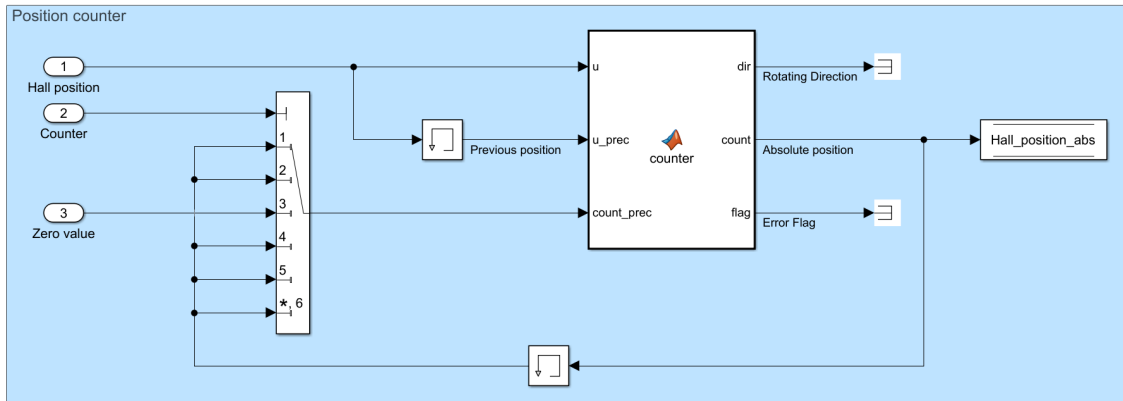 Position counter
1
Hall position
2
Counter
3
Zero value
1
2
3
4
5
*, 6
Previous position
u
u_prec
count_prec
counter
dir
count
flag
Rotating Direction
Absolute position
Error Flag
Hall_position_abs